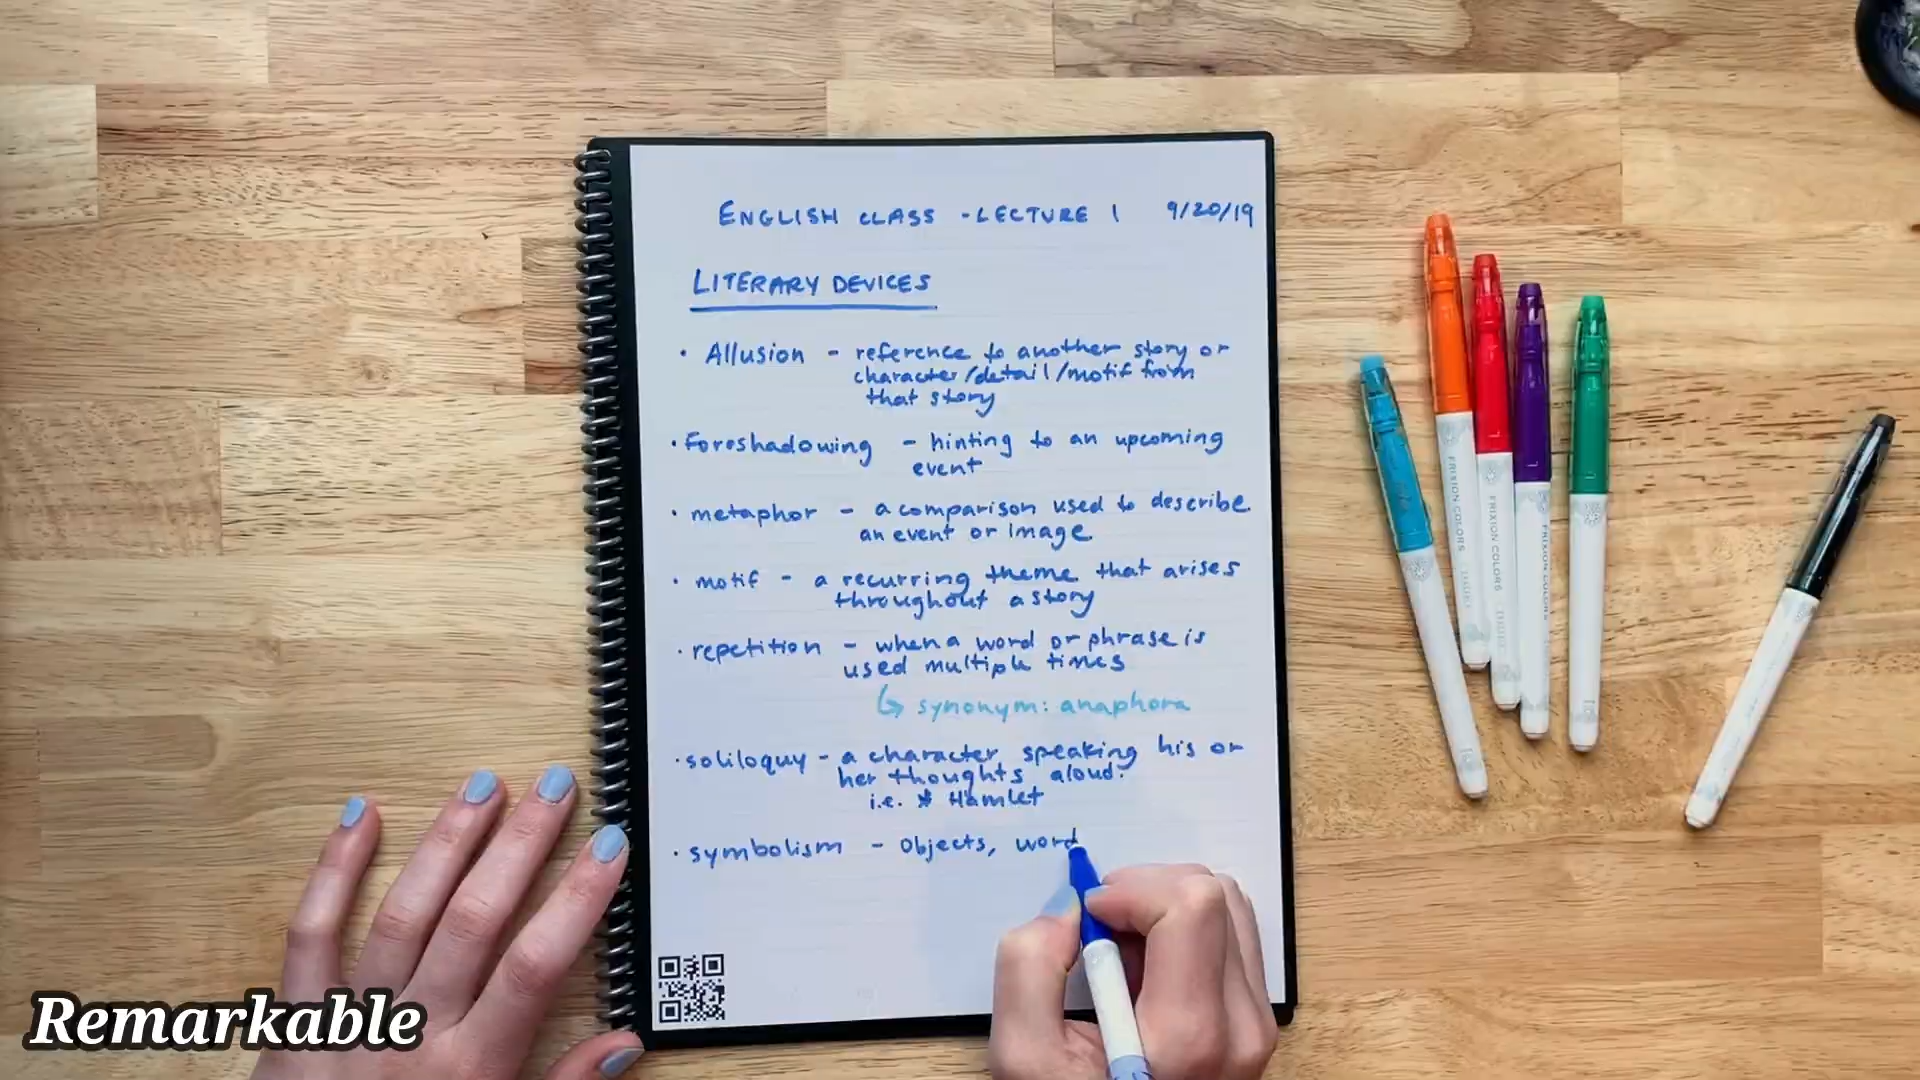 ENGLISH CLASS - LECTURE 1 9/20/19
LITERARY DEVICES
• Allusion - reference to another story or
character/detail/motif from
that story
• Foreshadowing - hinting to an upcoming
event
• metaphor - a comparison used to describe
an event or image
• motif - a recurring theme that arises
throughout a story
• repetition - when a word or phrase is
used multiple times
↳ synonym: anaphora
• soliloquy - a character speaking his or
her thoughts aloud.
i.e. Hamlet
• symbolism - Objects, word
FRIXION COLORS
FRIXION COLORS
FRIXION COLORS
Remarkable